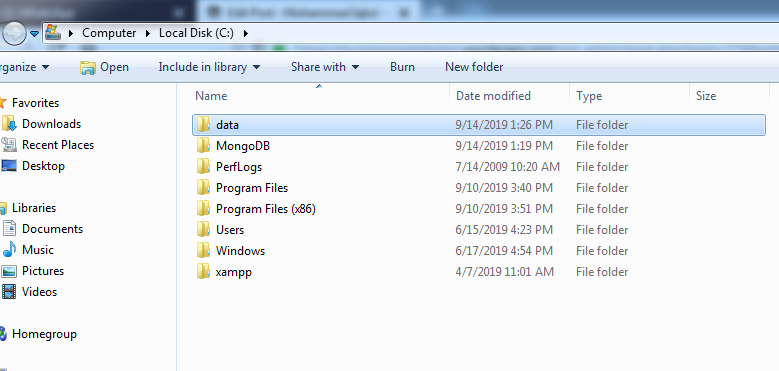 Computer Local Disk (C:)
rganize Open Include in library Share with Burn New folder
Favorites
Downloads
Recent Places
Desktop
Libraries
Documents
Music
Pictures
Videos
Homegroup
Name Date modified Type Size
data 9/14/2019 1:26 PM File folder
MongoDB 9/14/2019 1:19 PM File folder
PerfLogs 7/14/2009 10:20 AM File folder
Program Files 9/10/2019 3:40 PM File folder
Program Files (x86) 9/10/2019 3:51 PM File folder
Users 6/15/2019 4:23 PM File folder
Windows 6/17/2019 4:54 PM File folder
xampp 4/7/2019 11:01 AM File folder